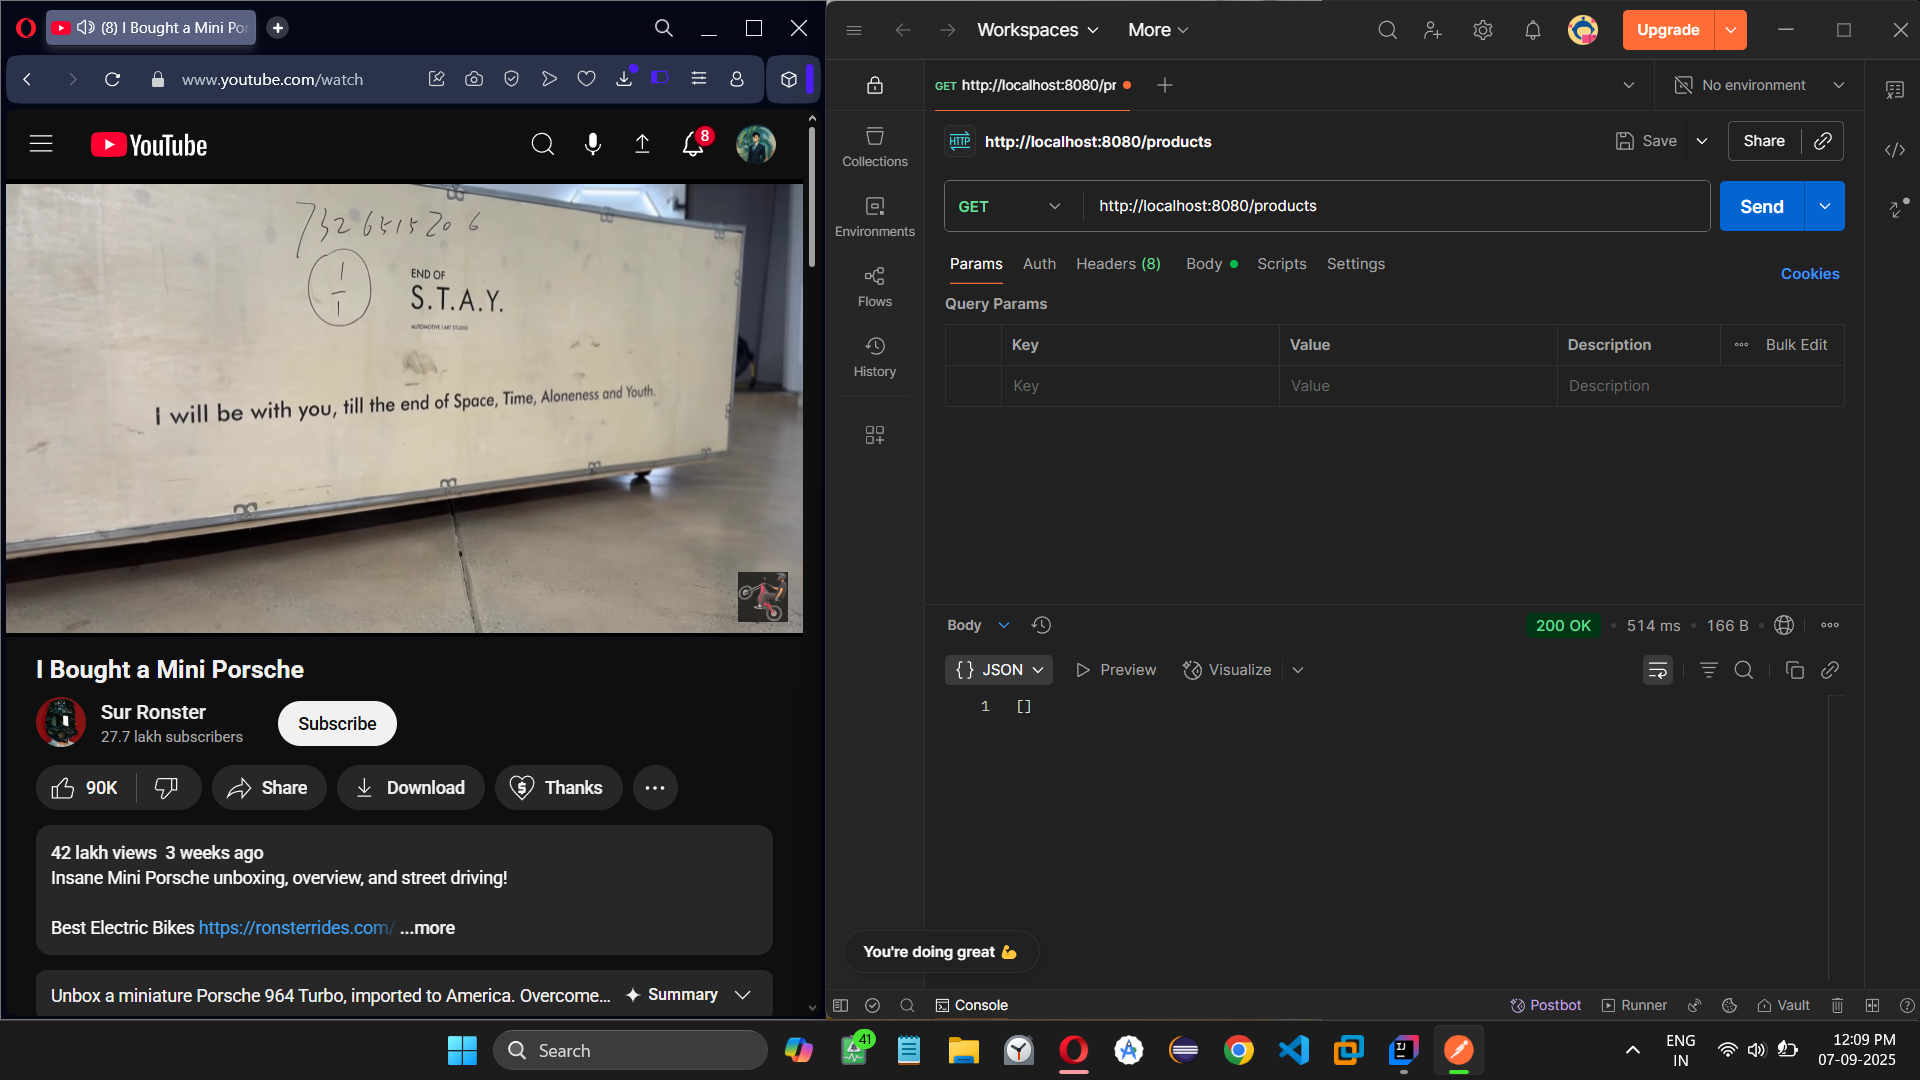 (8) I Bought a Mini Por
www.youtube.com/watch
YouTube
8
7326515206
1
1
END OF
S.T.A.Y.
AUTOMOTIVE | ART STUDIO
I will be with you, till the end of Space, Time, Aloneness and Youth.
I Bought a Mini Porsche
Sur Ronster
27.7 lakh subscribers
Subscribe
90K
Share
Download
Thanks
42 lakh views 3 weeks ago
Insane Mini Porsche unboxing, overview, and street driving!
Best Electric Bikes https://ronsterrides.com/ ...more
Unbox a miniature Porsche 964 Turbo, imported to America. Overcome...
Summary
Workspaces
More
Upgrade
GET http://localhost:8080/pr
No environment
Collections
Environments
Flows
History
HTTP
http://localhost:8080/products
Save
Share
GET
http://localhost:8080/products
Send
Params
Auth
Headers (8)
Body
Scripts
Settings
Cookies
Query Params
Key
Value
Description
Bulk Edit
Key
Value
Description
Body
200 OK
514 ms
166 B
{} JSON
Preview
Visualize
1 []
You're doing great 💪
Console
Postbot
Runner
Vault
Search
41
IJ
ENG
IN
12:09 PM
07-09-2025